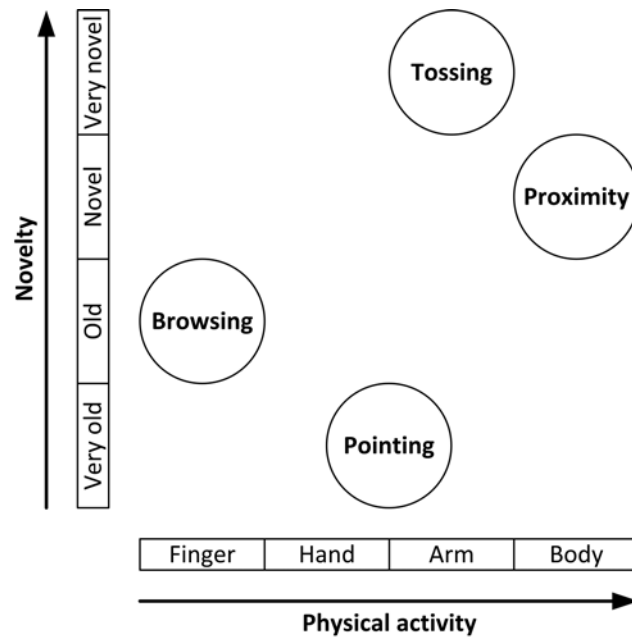 Very novel
Tossing
Novel
Proximity
Novelty
Old
Browsing
Very old
Pointing
Finger
Hand
Arm
Body
Physical activity